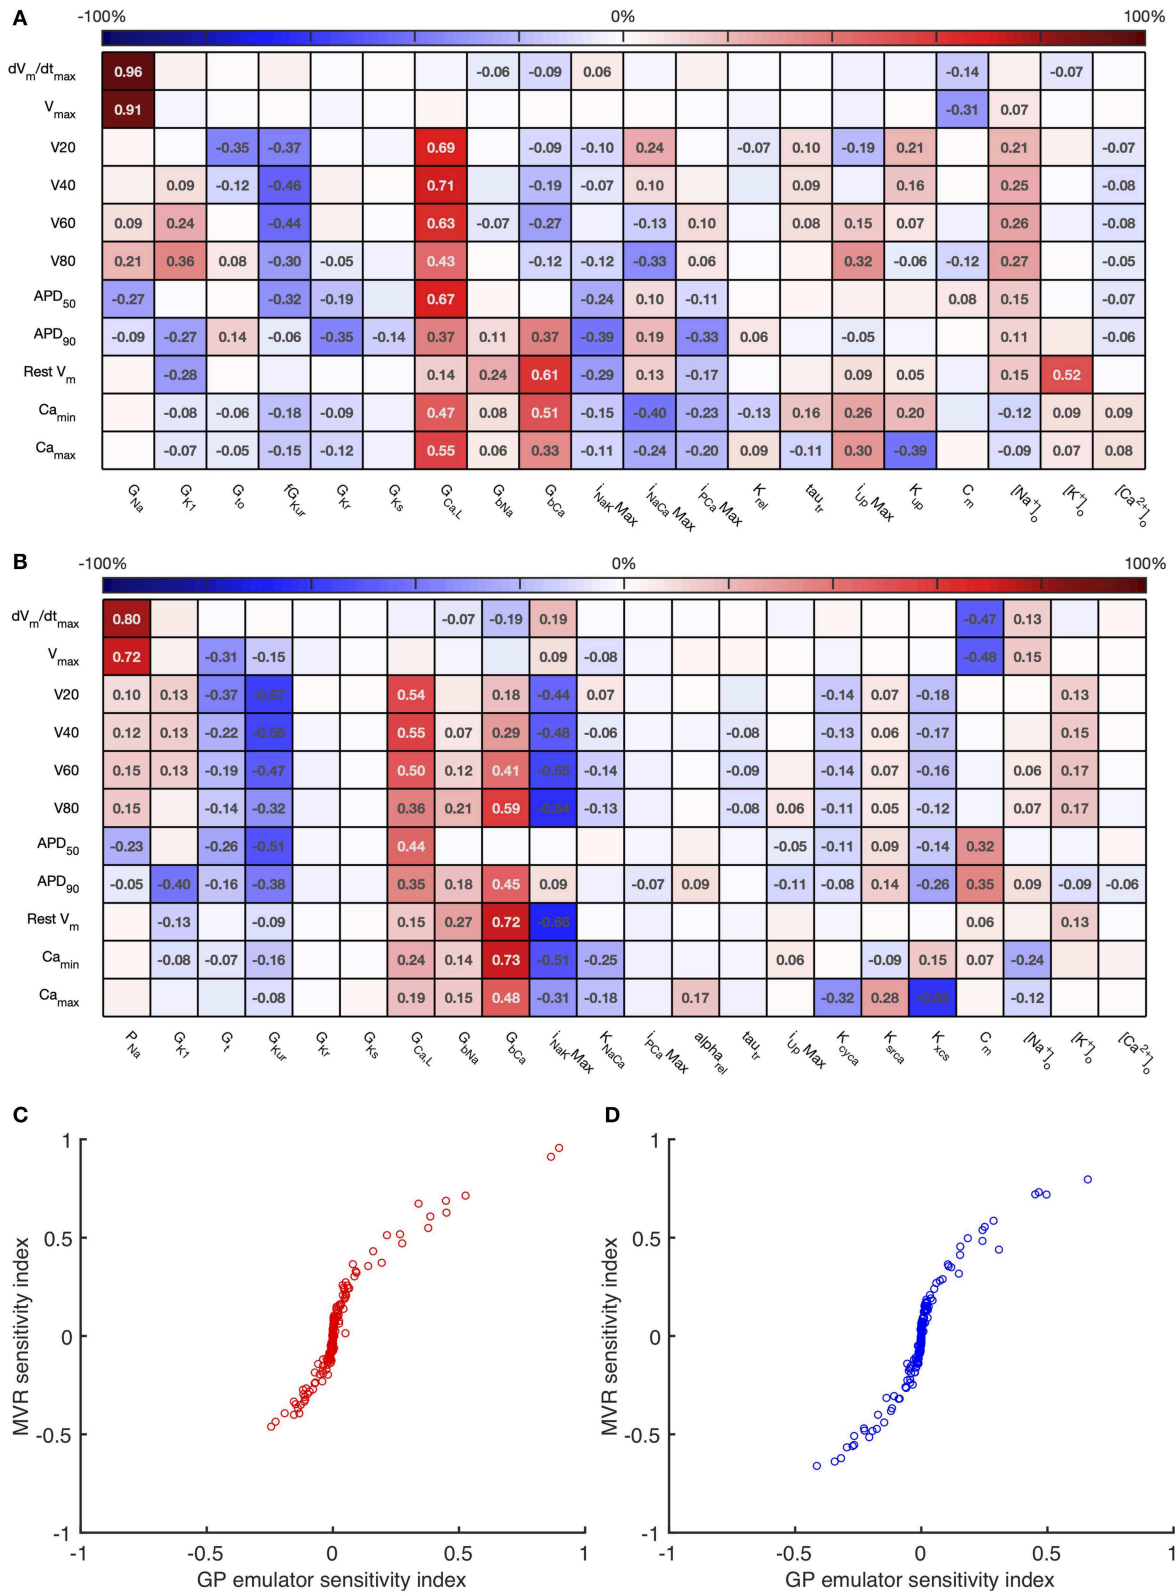 A
-100% 0% 100%
dVm/dtmax 0.96 -0.06 -0.09 0.06 -0.14 -0.07
Vmax 0.91 -0.31 0.07
V20 -0.35 -0.37 0.69 -0.09 -0.10 0.24 -0.07 0.10 -0.19 0.21 0.21 -0.07
V40 0.09 -0.12 -0.46 0.71 -0.19 -0.07 0.10 0.09 0.16 0.25 -0.08
V60 0.09 0.24 -0.44 0.63 -0.07 -0.27 -0.13 0.10 0.08 0.15 0.07 0.26 -0.08
V80 0.21 0.36 0.08 -0.30 -0.05 0.43 -0.12 -0.12 -0.33 0.06 0.32 -0.06 -0.12 0.27 -0.05
APD50 -0.27 -0.32 -0.19 0.67 -0.24 0.10 -0.11 0.08 0.15 -0.07
APD90 -0.09 -0.27 0.14 -0.06 -0.35 -0.14 0.37 0.11 0.37 -0.39 0.19 -0.33 0.06 -0.05 0.11 -0.06
Rest Vm -0.28 0.14 0.24 0.61 -0.29 0.13 -0.17 0.09 0.05 0.15 0.52
Camin -0.08 -0.06 -0.18 -0.09 0.47 0.08 0.51 -0.15 -0.40 -0.23 -0.13 0.16 0.26 0.20 -0.12 0.09 0.09
Camax -0.07 -0.05 -0.15 -0.12 0.55 0.06 0.33 -0.11 -0.24 -0.20 0.09 -0.11 0.30 -0.39 -0.09 0.07 0.08
GNa GK1 Gto fGKur GKr GKs GCa,L GbNa GbCa iNaK Max iNaCa Max iPCa Max Krel tautr iUp Max Kup Cm [Na+]o [K+]o [Ca2+]o
B
-100% 0% 100%
dVm/dtmax 0.80 -0.07 -0.19 0.19 -0.47 0.13
Vmax 0.72 -0.31 -0.15 0.09 -0.08 -0.48 0.15
V20 0.10 0.13 -0.37 -0.57 0.54 0.18 -0.44 0.07 -0.14 0.07 -0.18 0.13
V40 0.12 0.13 -0.22 -0.56 0.55 0.07 0.29 -0.48 -0.06 -0.08 -0.13 0.06 -0.17 0.15
V60 0.15 0.13 -0.19 -0.47 0.50 0.12 0.41 -0.55 -0.14 -0.09 -0.14 0.07 -0.16 0.06 0.17
V80 0.15 -0.14 -0.32 0.36 0.21 0.59 -0.64 -0.13 -0.08 0.06 -0.11 0.05 -0.12 0.07 0.17
APD50 -0.23 -0.26 -0.51 0.44 -0.05 -0.11 0.09 -0.14 0.32
APD90 -0.05 -0.40 -0.16 -0.38 0.35 0.18 0.45 0.09 -0.07 0.09 -0.11 -0.08 0.14 -0.26 0.35 0.09 -0.09 -0.06
Rest Vm -0.13 -0.09 0.15 0.27 0.72 -0.66 0.06 0.13
Camin -0.08 -0.07 -0.16 0.24 0.14 0.73 -0.51 -0.25 0.06 -0.09 0.15 0.07 -0.24
Camax -0.08 0.19 0.15 0.48 -0.31 -0.18 0.17 -0.32 0.28 -0.12
PNa GK1 Gt GKur GKr GKs GCa,L GbNa GbCa iNaK Max KNaCa iPCa Max alpharel tautr iUp Max Kcyca Ksrca Kxcs Cm [Na+]o [K+]o [Ca2+]o
C
1
0.5
0
-0.5
-1
-1 -0.5 0 0.5 1
MVR sensitivity index
GP emulator sensitivity index
D
1
0.5
0
-0.5
-1
-1 -0.5 0 0.5 1
MVR sensitivity index
GP emulator sensitivity index